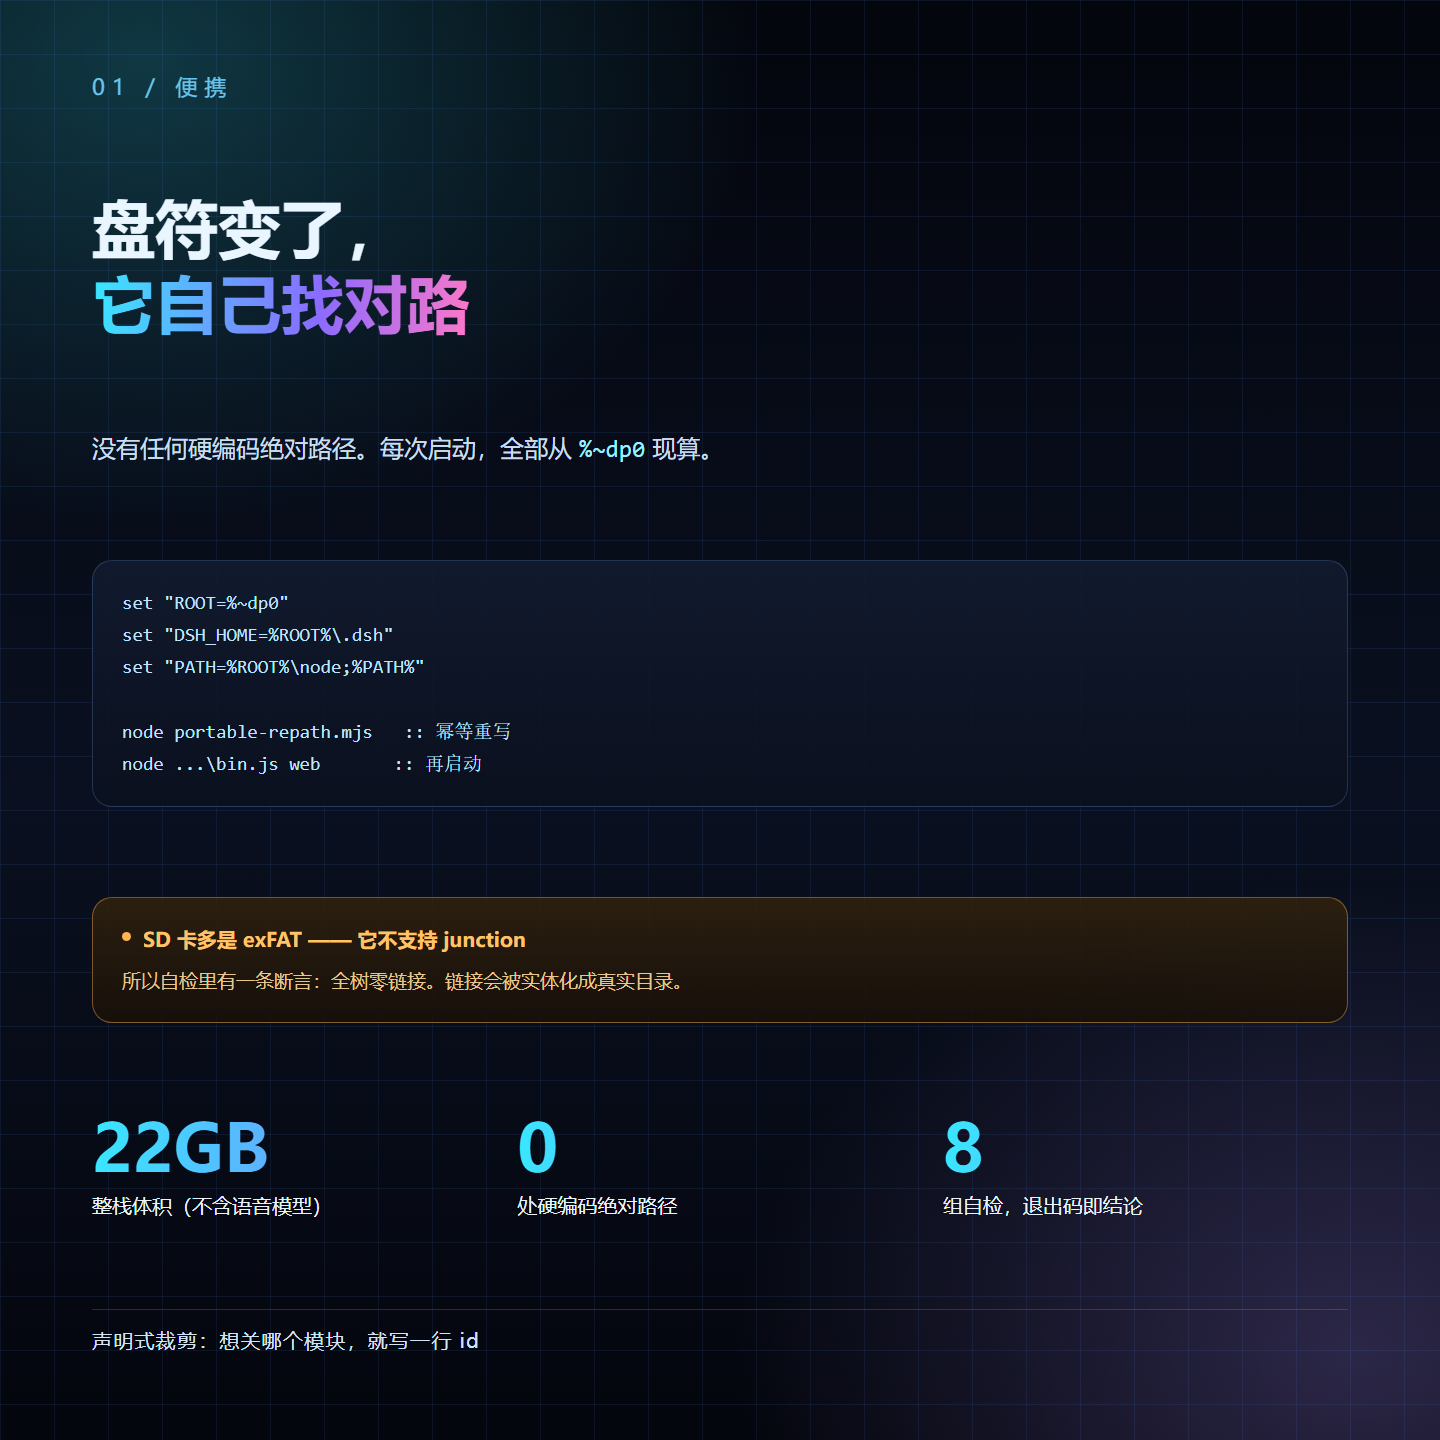 01 / 便携
盘符变了，
它自己找对路
没有任何硬编码绝对路径。每次启动，全部从 %~dp0 现算。
set "ROOT=%~dp0"
set "DSH_HOME=%ROOT%\.dsh"
set "PATH=%ROOT%\node;%PATH%"
node portable-repath.mjs   :: 幂等重写
node ...\bin.js web       :: 再启动
SD 卡多是 exFAT —— 它不支持 junction
所以自检里有一条断言：全树零链接。链接会被实体化成真实目录。
22GB
整栈体积（不含语音模型）
0
处硬编码绝对路径
8
组自检，退出码即结论
声明式裁剪：想关哪个模块，就写一行 id